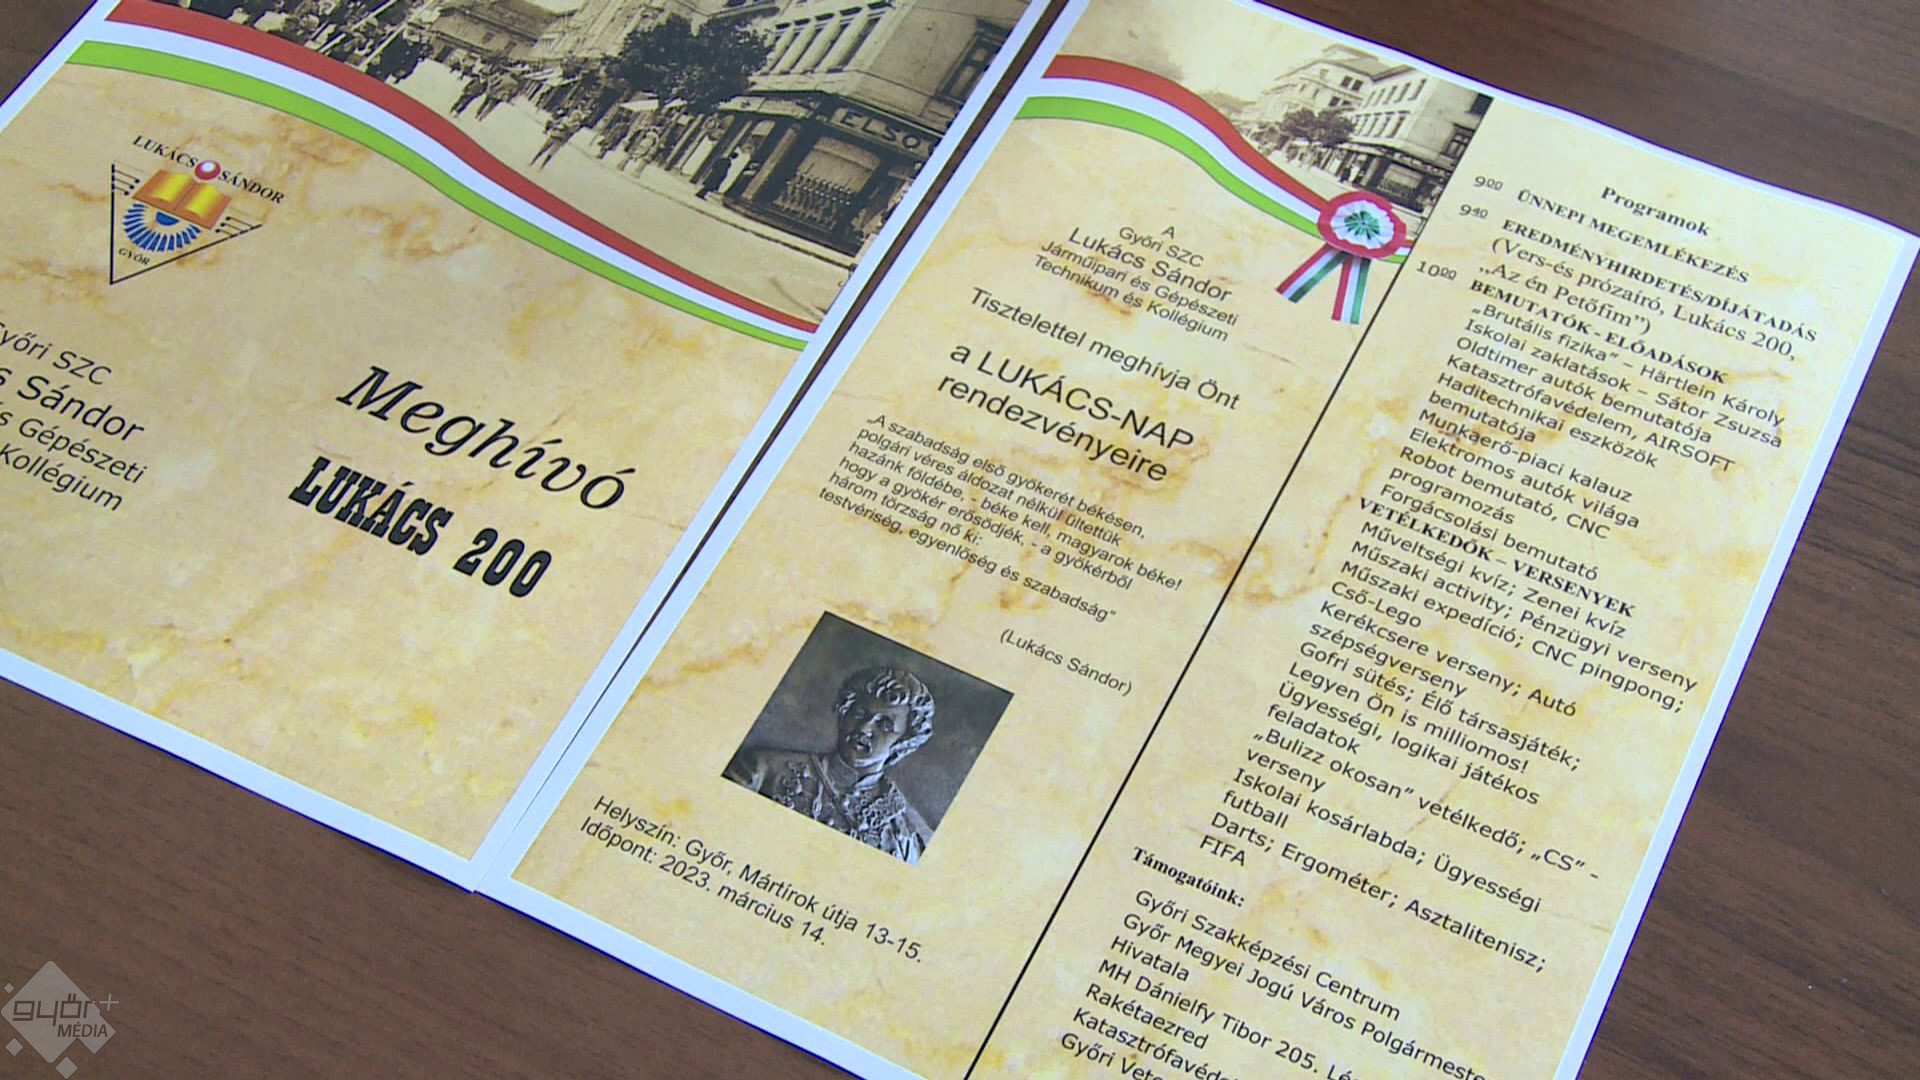 LUKÁCS SÁNDOR
GYŐR
Győri SZC
Sándor
Gépészeti
Kollégium
Meghívó
LUKÁCS 200
ELSŐ
A
Győri SZC
Lukács Sándor
Járműipari és Gépészeti
Technikum és Kollégium
Tisztelettel meghívja Önt
a LUKÁCS-NAP
rendezvényeire
„A szabadság első gyökerét békésen,
polgári véres áldozat nélkül ültettük
hazánk földébe, - béke kell, magyarok béke!
hogy a gyökér erősödjék, - a gyökérből
három törzság nő ki:
testvériség, egyenlőség és szabadság"
(Lukács Sándor)
Helyszín: Győr, Mártírok útja 13-15.
Időpont: 2023. március 14.
Programok
9⁰⁰ ÜNNEPI MEGEMLÉKEZÉS
9⁴⁰ EREDMÉNYHIRDETÉS/DÍJÁTADÁS
(Vers-és prózaíró, Lukács 200,
„Az én Petőfim”)
10⁰⁰ BEMUTATÓK - ELŐADÁSOK
„Brutális fizika” – Härtlein Károly
Iskolai zaklatások – Sátor Zsuzsa
Oldtimer autók bemutatója
Katasztrófavédelem, AIRSOFT
Haditechnikai eszközök
bemutatója
Munkaerő-piaci kalauz
Elektromos autók világa
Robot bemutató, CNC
programozás
Forgácsolási bemutató
VETÉLKEDŐK – VERSENYEK
Műveltségi kvíz; Zenei kvíz
Műszaki activity; Pénzügyi verseny
Műszaki expedíció; CNC pingpong;
Cső-Lego
Kerékcsere verseny; Autó
szépségverseny
Gofri sütés; Élő társasjáték;
Legyen Ön is milliomos!
Ügyességi, logikai játékos
feladatok
„Bulizz okosan” vetélkedő; „CS” -
verseny
Iskolai kosárlabda; Ügyességi
futball
Darts; Ergométer; Asztalitenisz;
FIFA
Támogatóink:
Győri Szakképzési Centrum
Győr Megyei Jogú Város Polgármeste
Hivatala
MH Dánielfy Tibor 205. Lé
Rakétaezred
Katasztrófavéde
Győri Vete
győr+
MÉDIA